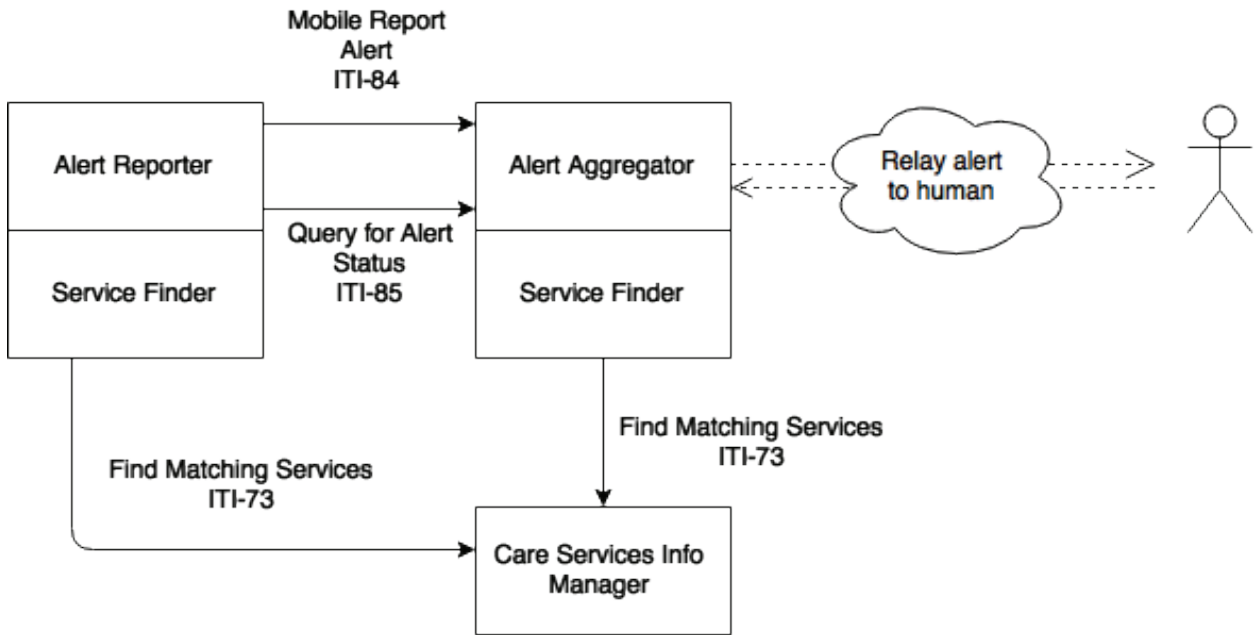 Mobile Report
Alert
ITI-84
Alert Reporter
Alert Aggregator
Relay alert
to human
Query for Alert
Status
ITI-85
Service Finder
Service Finder
Find Matching Services
ITI-73
Find Matching Services
ITI-73
Care Services Info
Manager